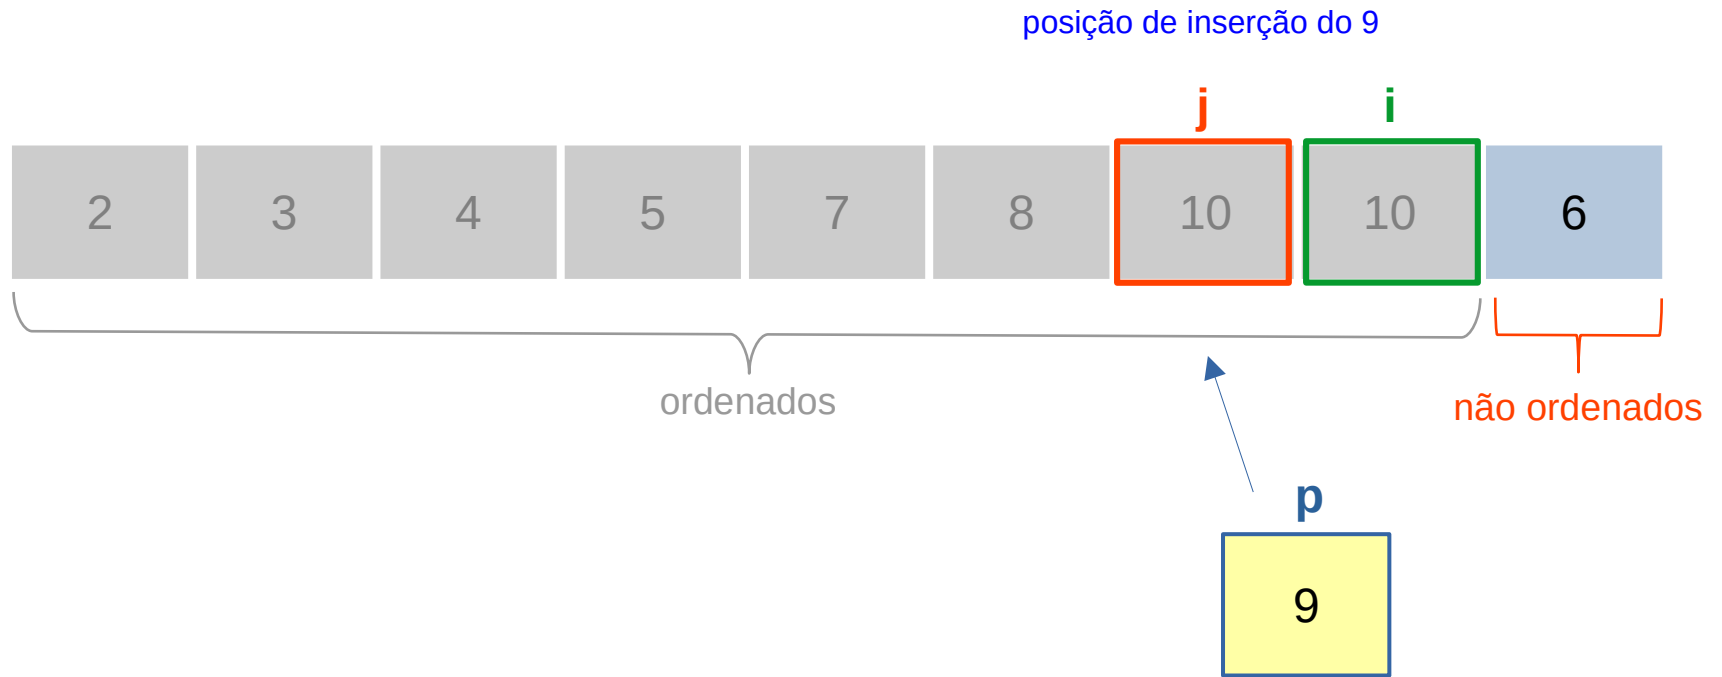 posição de inserção do 9
j i
2 3 4 5 7 8 10 10 6
ordenados
não ordenados
p
9